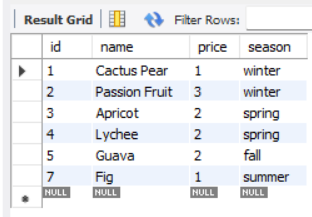 Result Grid Filter Rows:
id name price season
1 Cactus Pear 1 winter
2 Passion Fruit 3 winter
3 Apricot 2 spring
4 Lychee 2 spring
5 Guava 2 fall
7 Fig 1 summer
NULL NULL NULL NULL